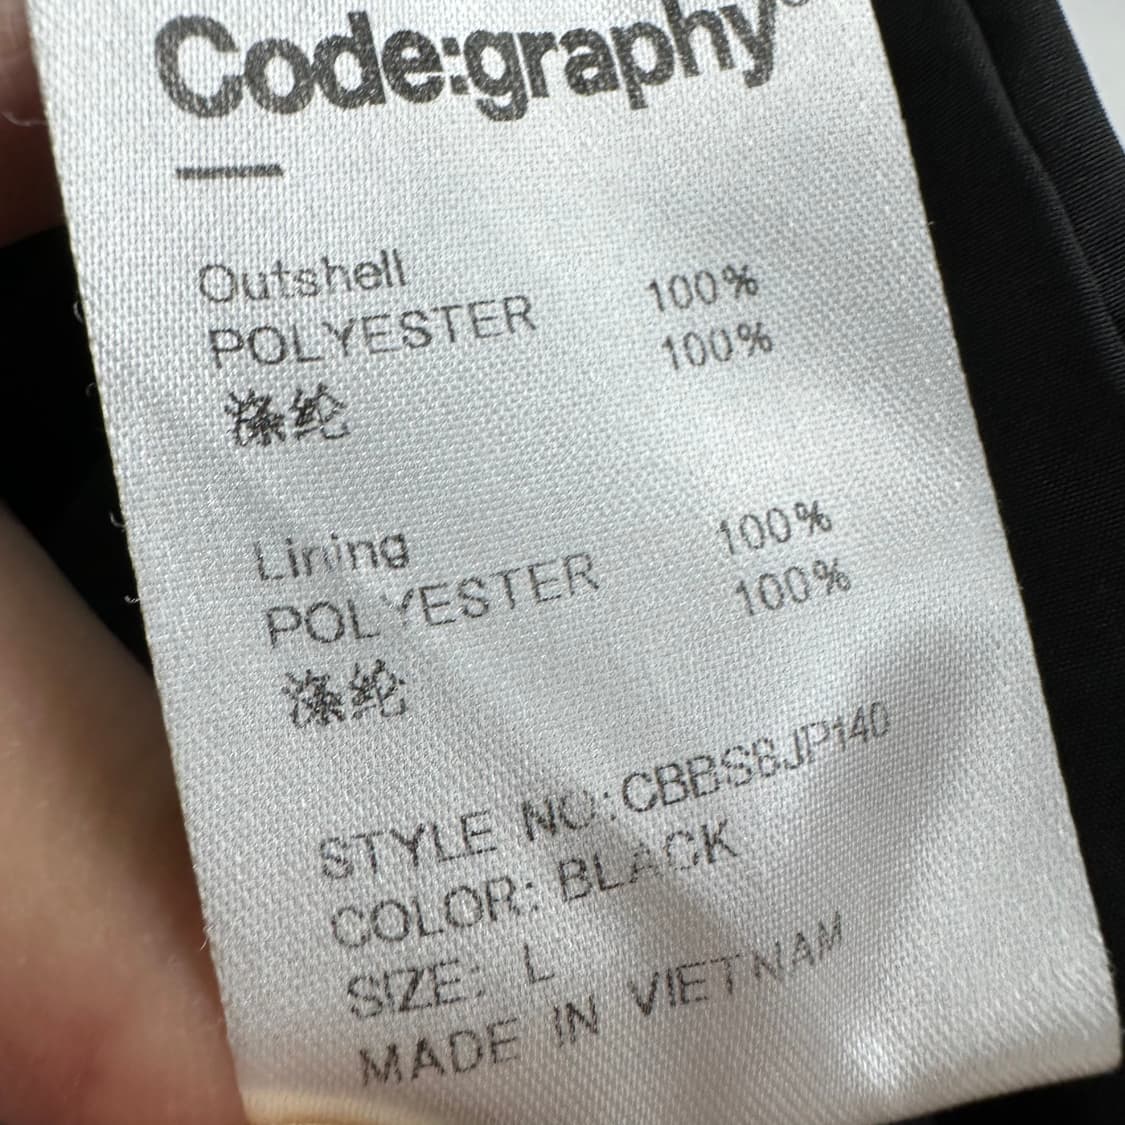 Code:graphy®
Outshell
POLYESTER 100%
涤纶 100%
Lining
POLYESTER 100%
涤纶 100%
STYLE NO:CBBSBJP140
COLOR: BLACK
SIZE: L
MADE IN VIETNAM